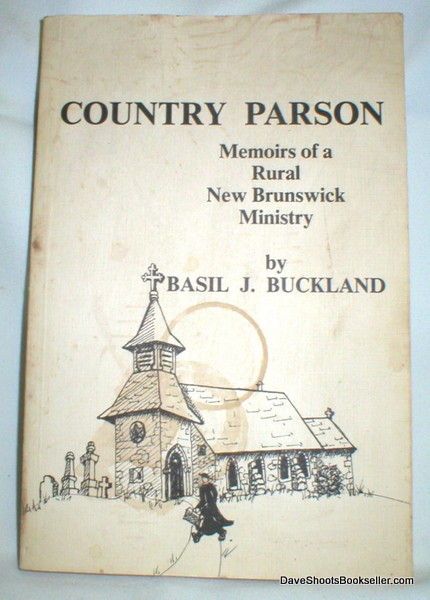 COUNTRY PARSON
Memoirs of a
Rural
New Brunswick
Ministry
by
BASIL J. BUCKLAND
DaveShootsBookseller.com